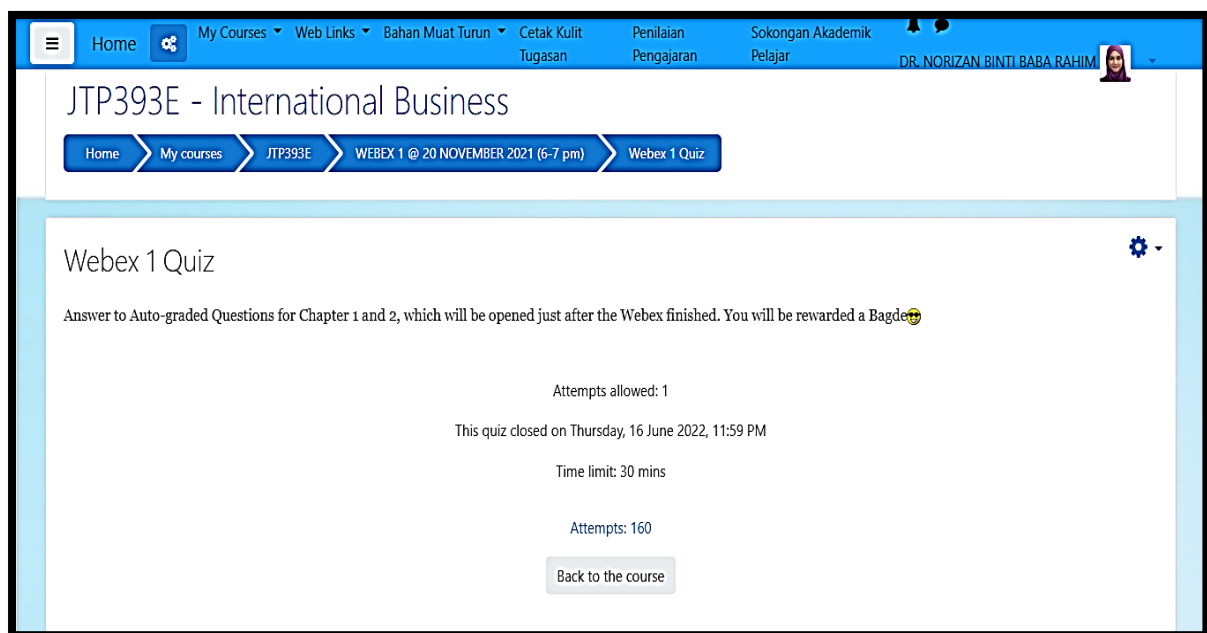 Home My Courses Web Links Bahan Muat Turun Cetak Kulit Tugasan Penilaian Pengajaran Sokongan Akademik Pelajar DR. NORIZAN BINTI BABA RAHIM
JTP393E - International Business
Home My courses JTP393E WEBEX 1 @ 20 NOVEMBER 2021 (6-7 pm) Webex 1 Quiz
Webex 1 Quiz
Answer to Auto-graded Questions for Chapter 1 and 2, which will be opened just after the Webex finished. You will be rewarded a Bagde
Attempts allowed: 1
This quiz closed on Thursday, 16 June 2022, 11:59 PM
Time limit: 30 mins
Attempts: 160
Back to the course